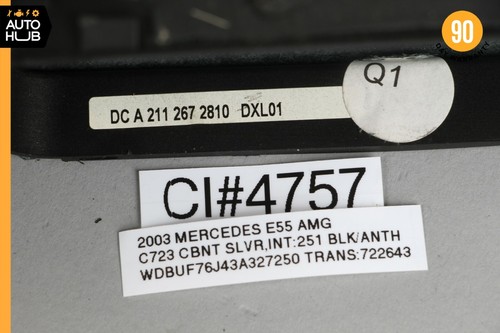 AUTO
HUB
90
DC A 211 267 2810 DXL01
Q1
CI#4757
2003 MERCEDES E55 AMG
C723 CBNT SLVR,INT:251 BLK/ANTH
WDBUF76J43A327250 TRANS:722643